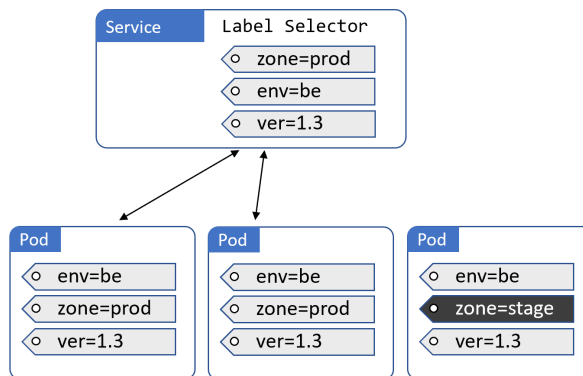 Service
Label Selector
zone=prod
env=be
ver=1.3
Pod
env=be
zone=prod
ver=1.3
Pod
env=be
zone=prod
ver=1.3
Pod
env=be
zone=stage
ver=1.3